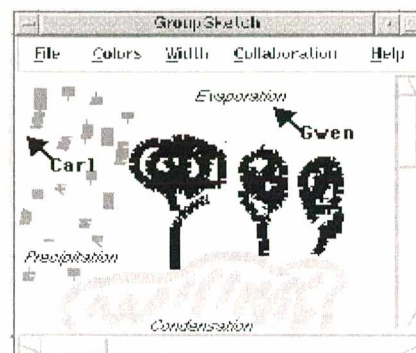 GroupSketch
File Colors Width Collaboration Help
Evaporation
Gwen
Carl
Precipitation
Condensation